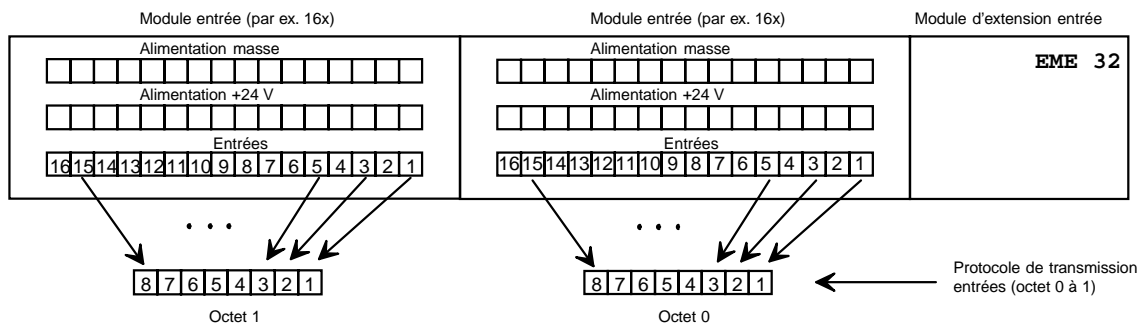 Module entrée (par ex. 16x) Module entrée (par ex. 16x) Module d'extension entrée
Alimentation masse Alimentation masse EME 32
Alimentation +24 V Alimentation +24 V
Entrées Entrées
16 15 14 13 12 11 10 9 8 7 6 5 4 3 2 1 16 15 14 13 12 11 10 9 8 7 6 5 4 3 2 1
. . . . . .
8 7 6 5 4 3 2 1 8 7 6 5 4 3 2 1 Protocole de transmission
entrées (octet 0 à 1)
Octet 1 Octet 0